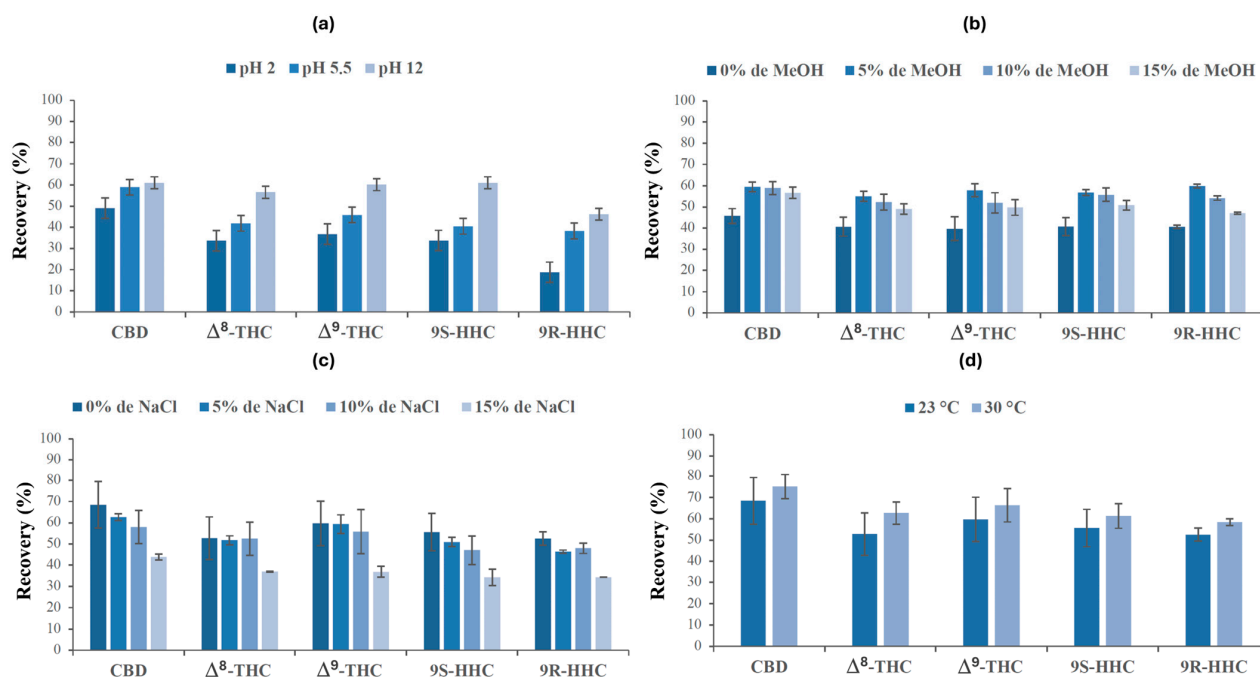 (a)
pH 2 pH 5.5 pH 12
Recovery (%)
100
90
80
70
60
50
40
30
20
10
0
CBD Δ⁸-THC Δ⁹-THC 9S-HHC 9R-HHC
(b)
0% de MeOH 5% de MeOH 10% de MeOH 15% de MeOH
Recovery (%)
100
90
80
70
60
50
40
30
20
10
0
CBD Δ⁸-THC Δ⁹-THC 9S-HHC 9R-HHC
(c)
0% de NaCl 5% de NaCl 10% de NaCl 15% de NaCl
Recovery (%)
100
90
80
70
60
50
40
30
20
10
0
CBD Δ⁸-THC Δ⁹-THC 9S-HHC 9R-HHC
(d)
23 °C 30 °C
Recovery (%)
100
90
80
70
60
50
40
30
20
10
0
CBD Δ⁸-THC Δ⁹-THC 9S-HHC 9R-HHC